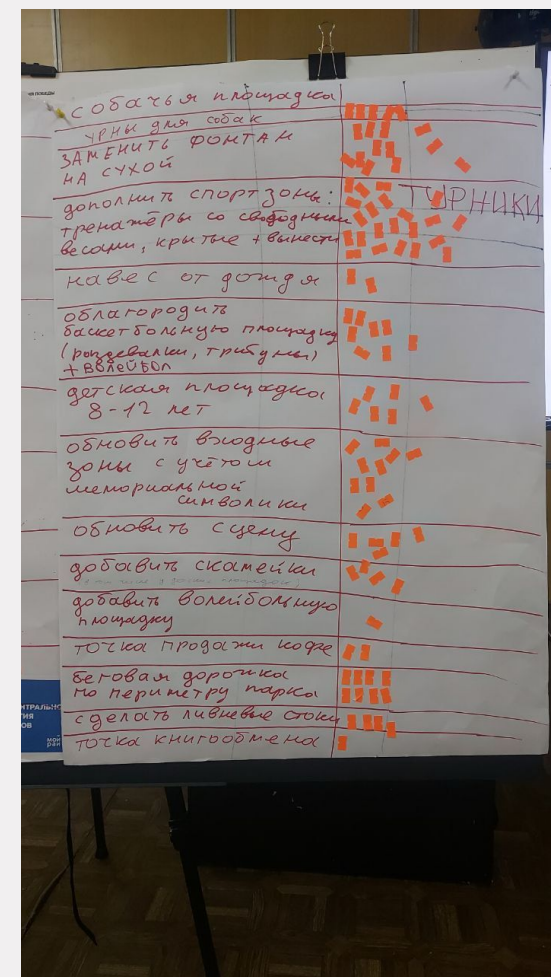 собачья площадка
урны для собак
ЗАМЕНИТЬ ФОНТАН
НА СУХОЙ
дополнить спортзоны:
ТУРНИКИ
тренажёры со свободными
весами, крытые + вынести
навес от дождя
облагородить
баскетбольную площадку
(раздевалки, трибуны)
+ волейбол
детская площадка
8-12 лет
обновить входные
зоны с учётом
мемориальной
символики
обновить сцену
добавить скамейки
добавить волейбольную
площадку
точка продажи кофе
беговая дорожка
по периметру парка
сделать ливневые стоки
точка книгообмена